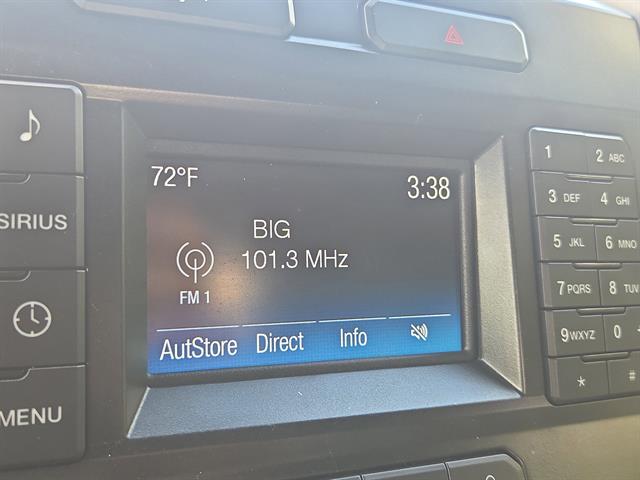 72°F
3:38
BIG
101.3 MHz
FM 1
AutStore Direct Info
SIRIUS
MENU
1
2 ABC
3 DEF
4 GHI
5 JKL
6 MNO
7 PQRS
8 TUV
9 WXYZ
0
*
#